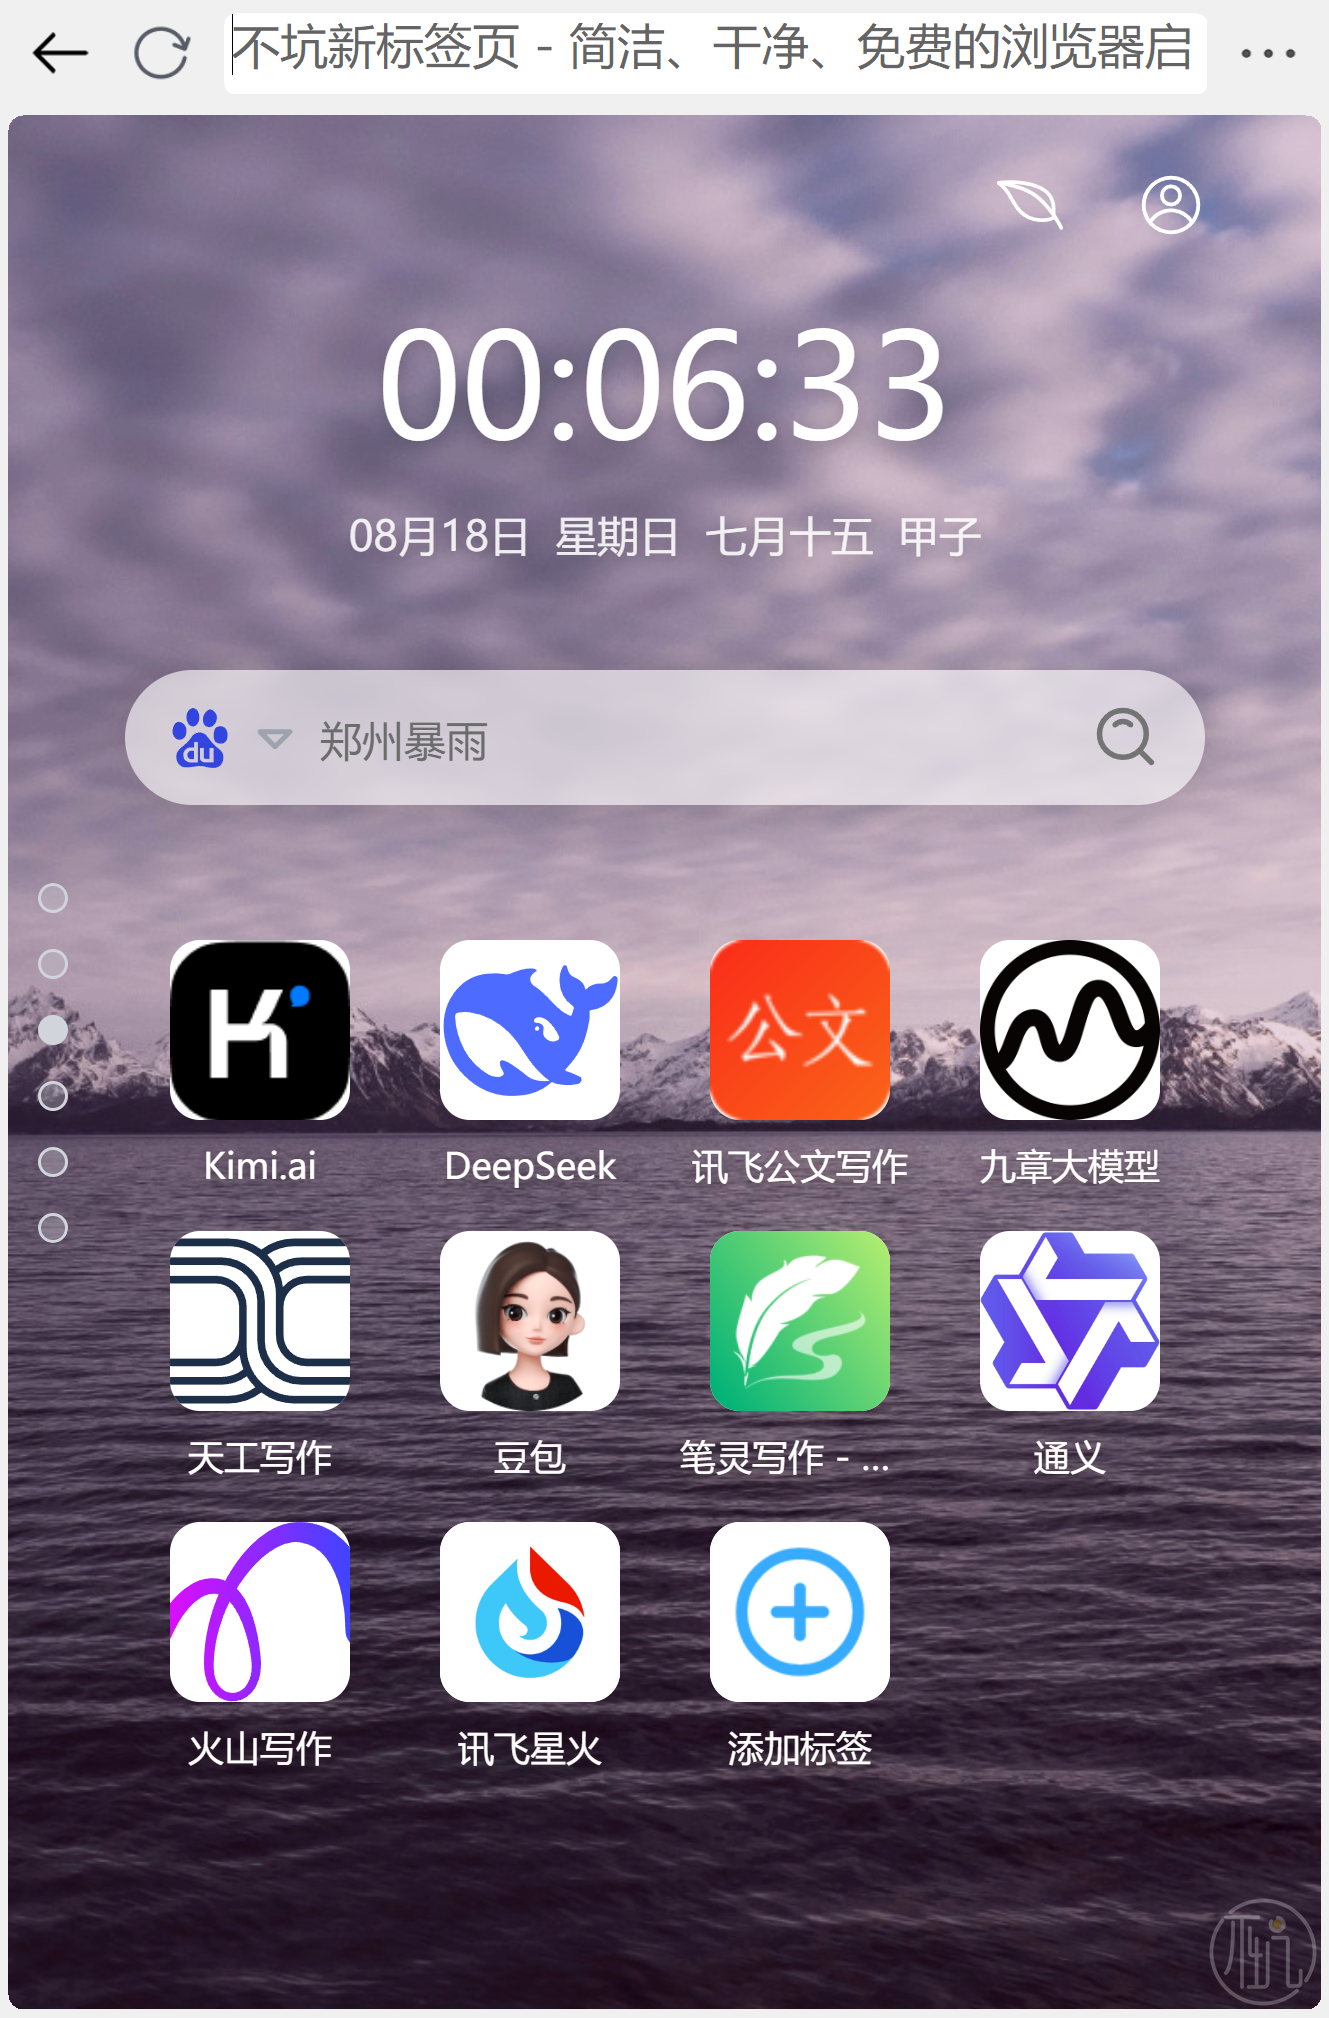 不坑新标签页 - 简洁、干净、免费的浏览器启
00:06:33
08月18日 星期日 七月十五 甲子
du 郑州暴雨
公文
Kimi.ai DeepSeek 讯飞公文写作 九章大模型
天工写作 豆包 笔灵写作 - ... 通义
火山写作 讯飞星火 添加标签
不坑